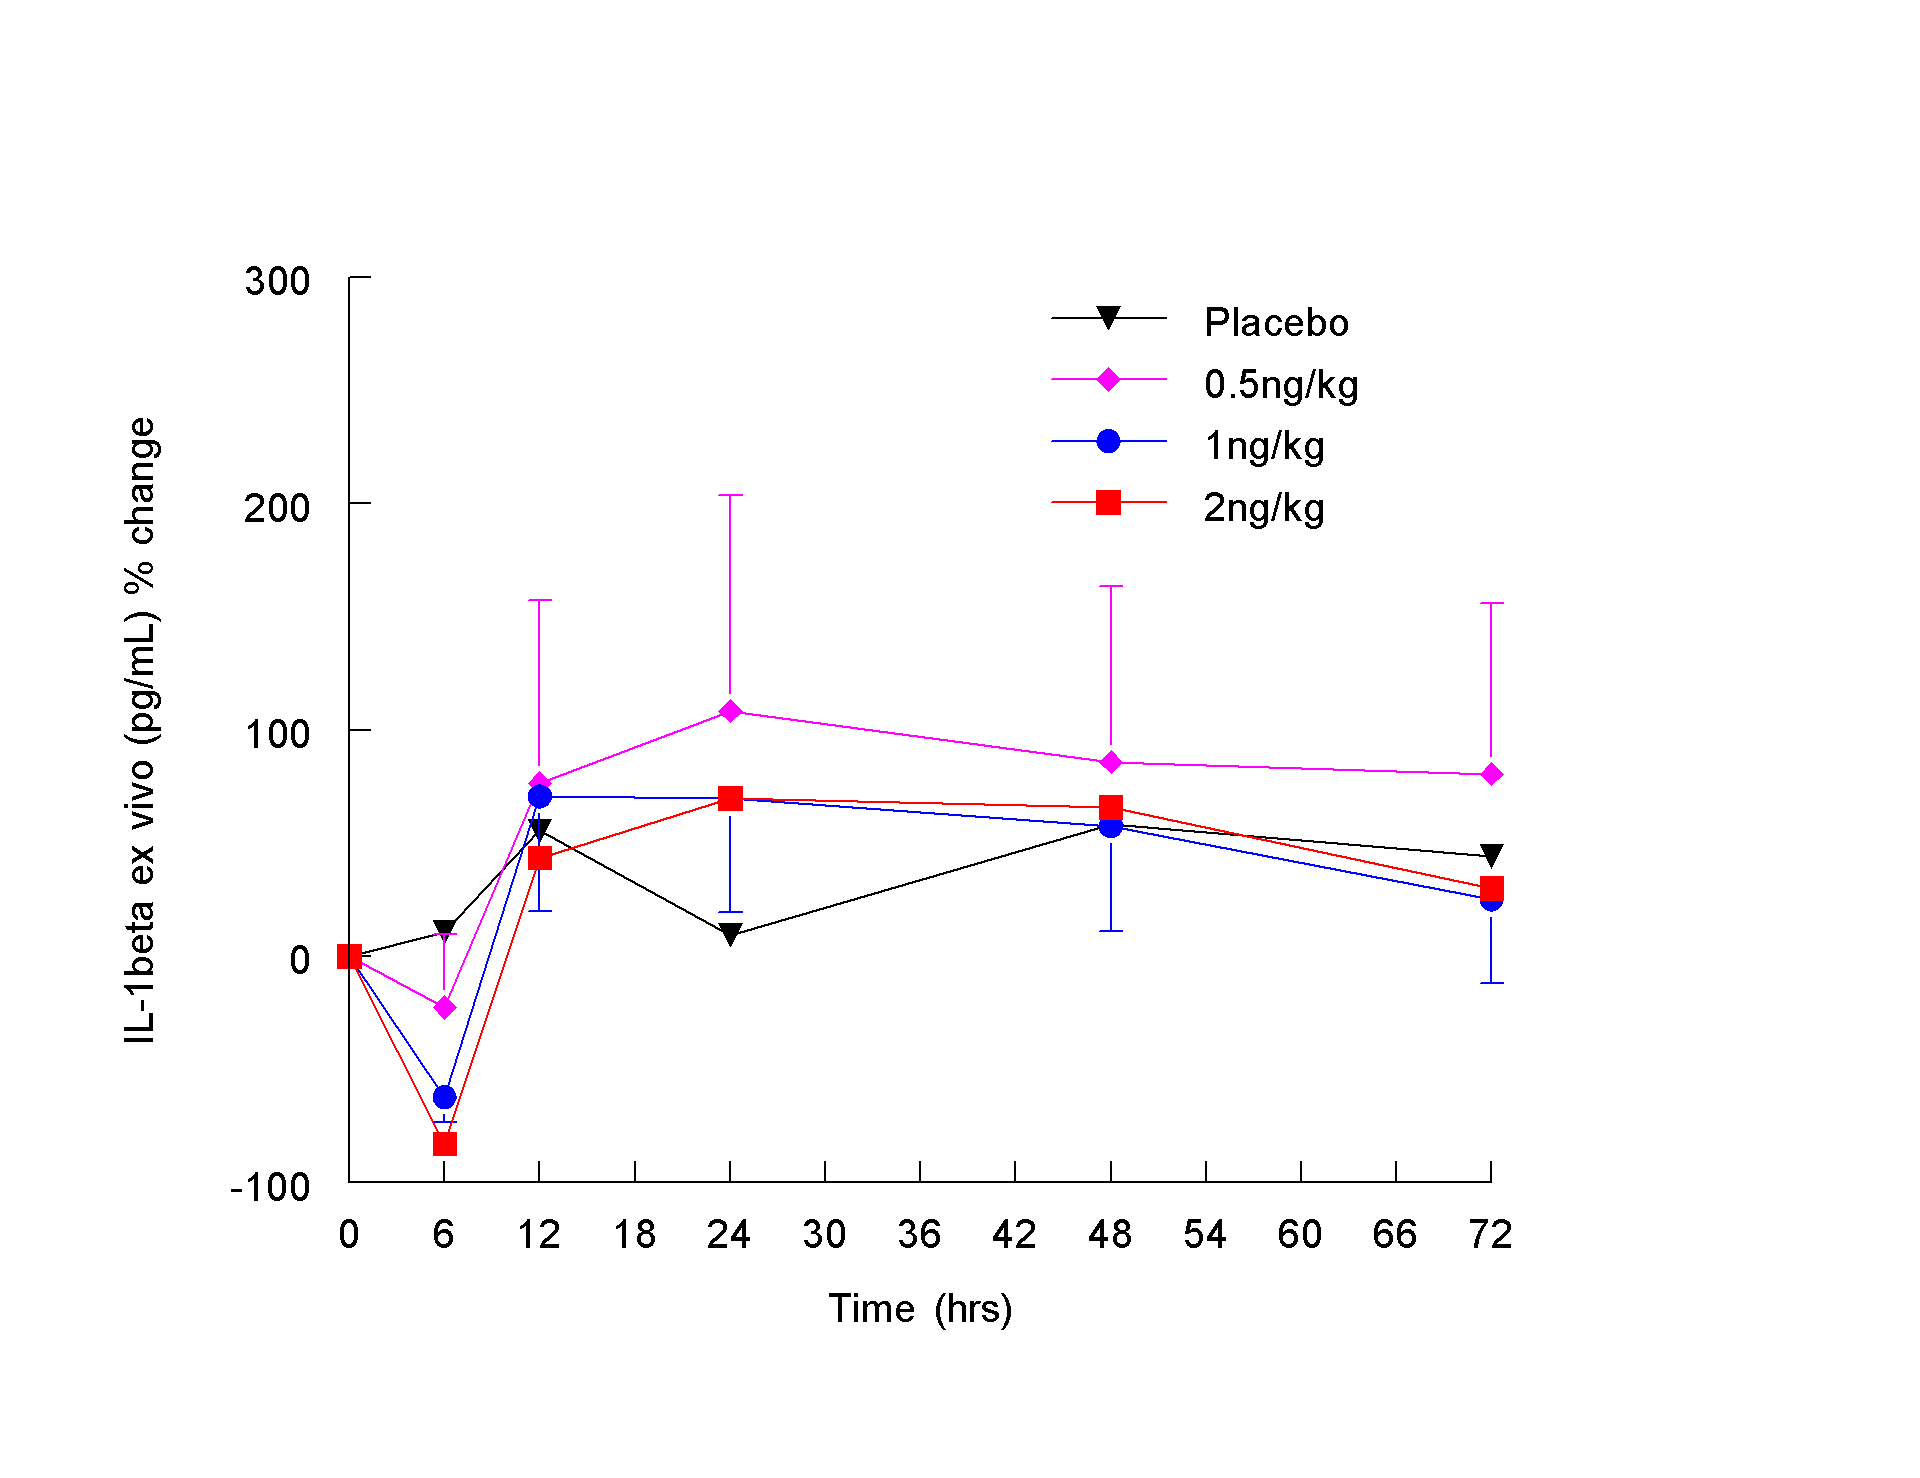 300
200
100
0
-100
IL-1beta ex vivo (pg/mL) % change
Placebo
0.5ng/kg
1ng/kg
2ng/kg
0 6 12 18 24 30 36 42 48 54 60 66 72
Time (hrs)